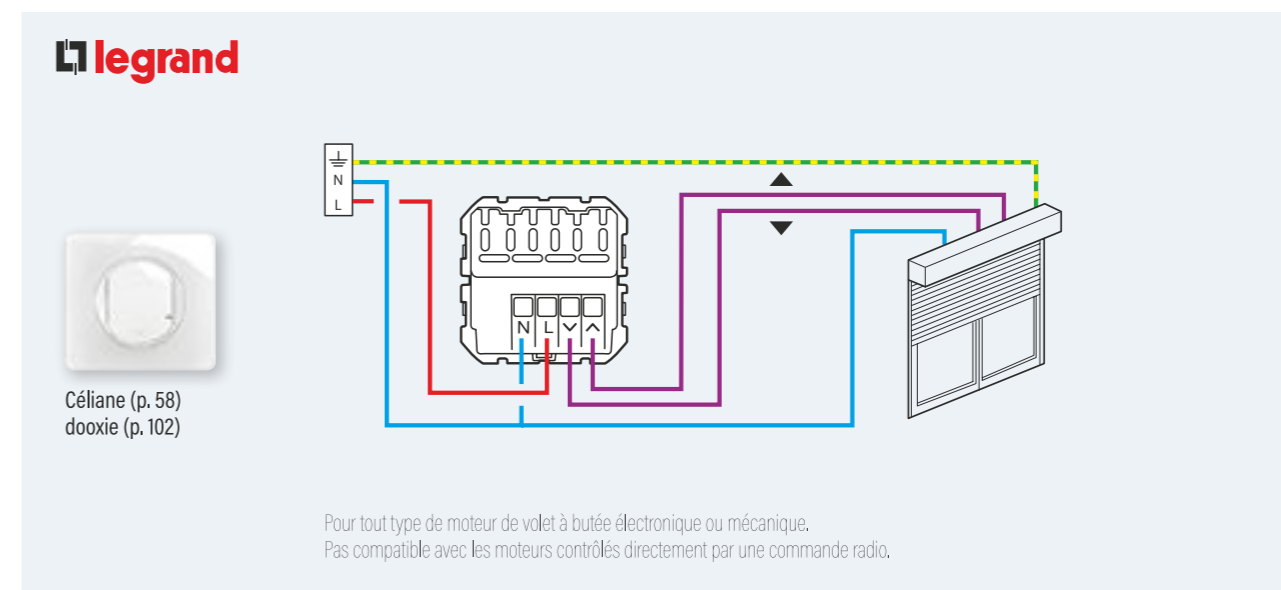 legrand
N
L
N L
Céliane (p. 58)
dooxie (p. 102)
Pour tout type de moteur de volet à butée électronique ou mécanique.
Pas compatible avec les moteurs contrôlés directement par une commande radio.